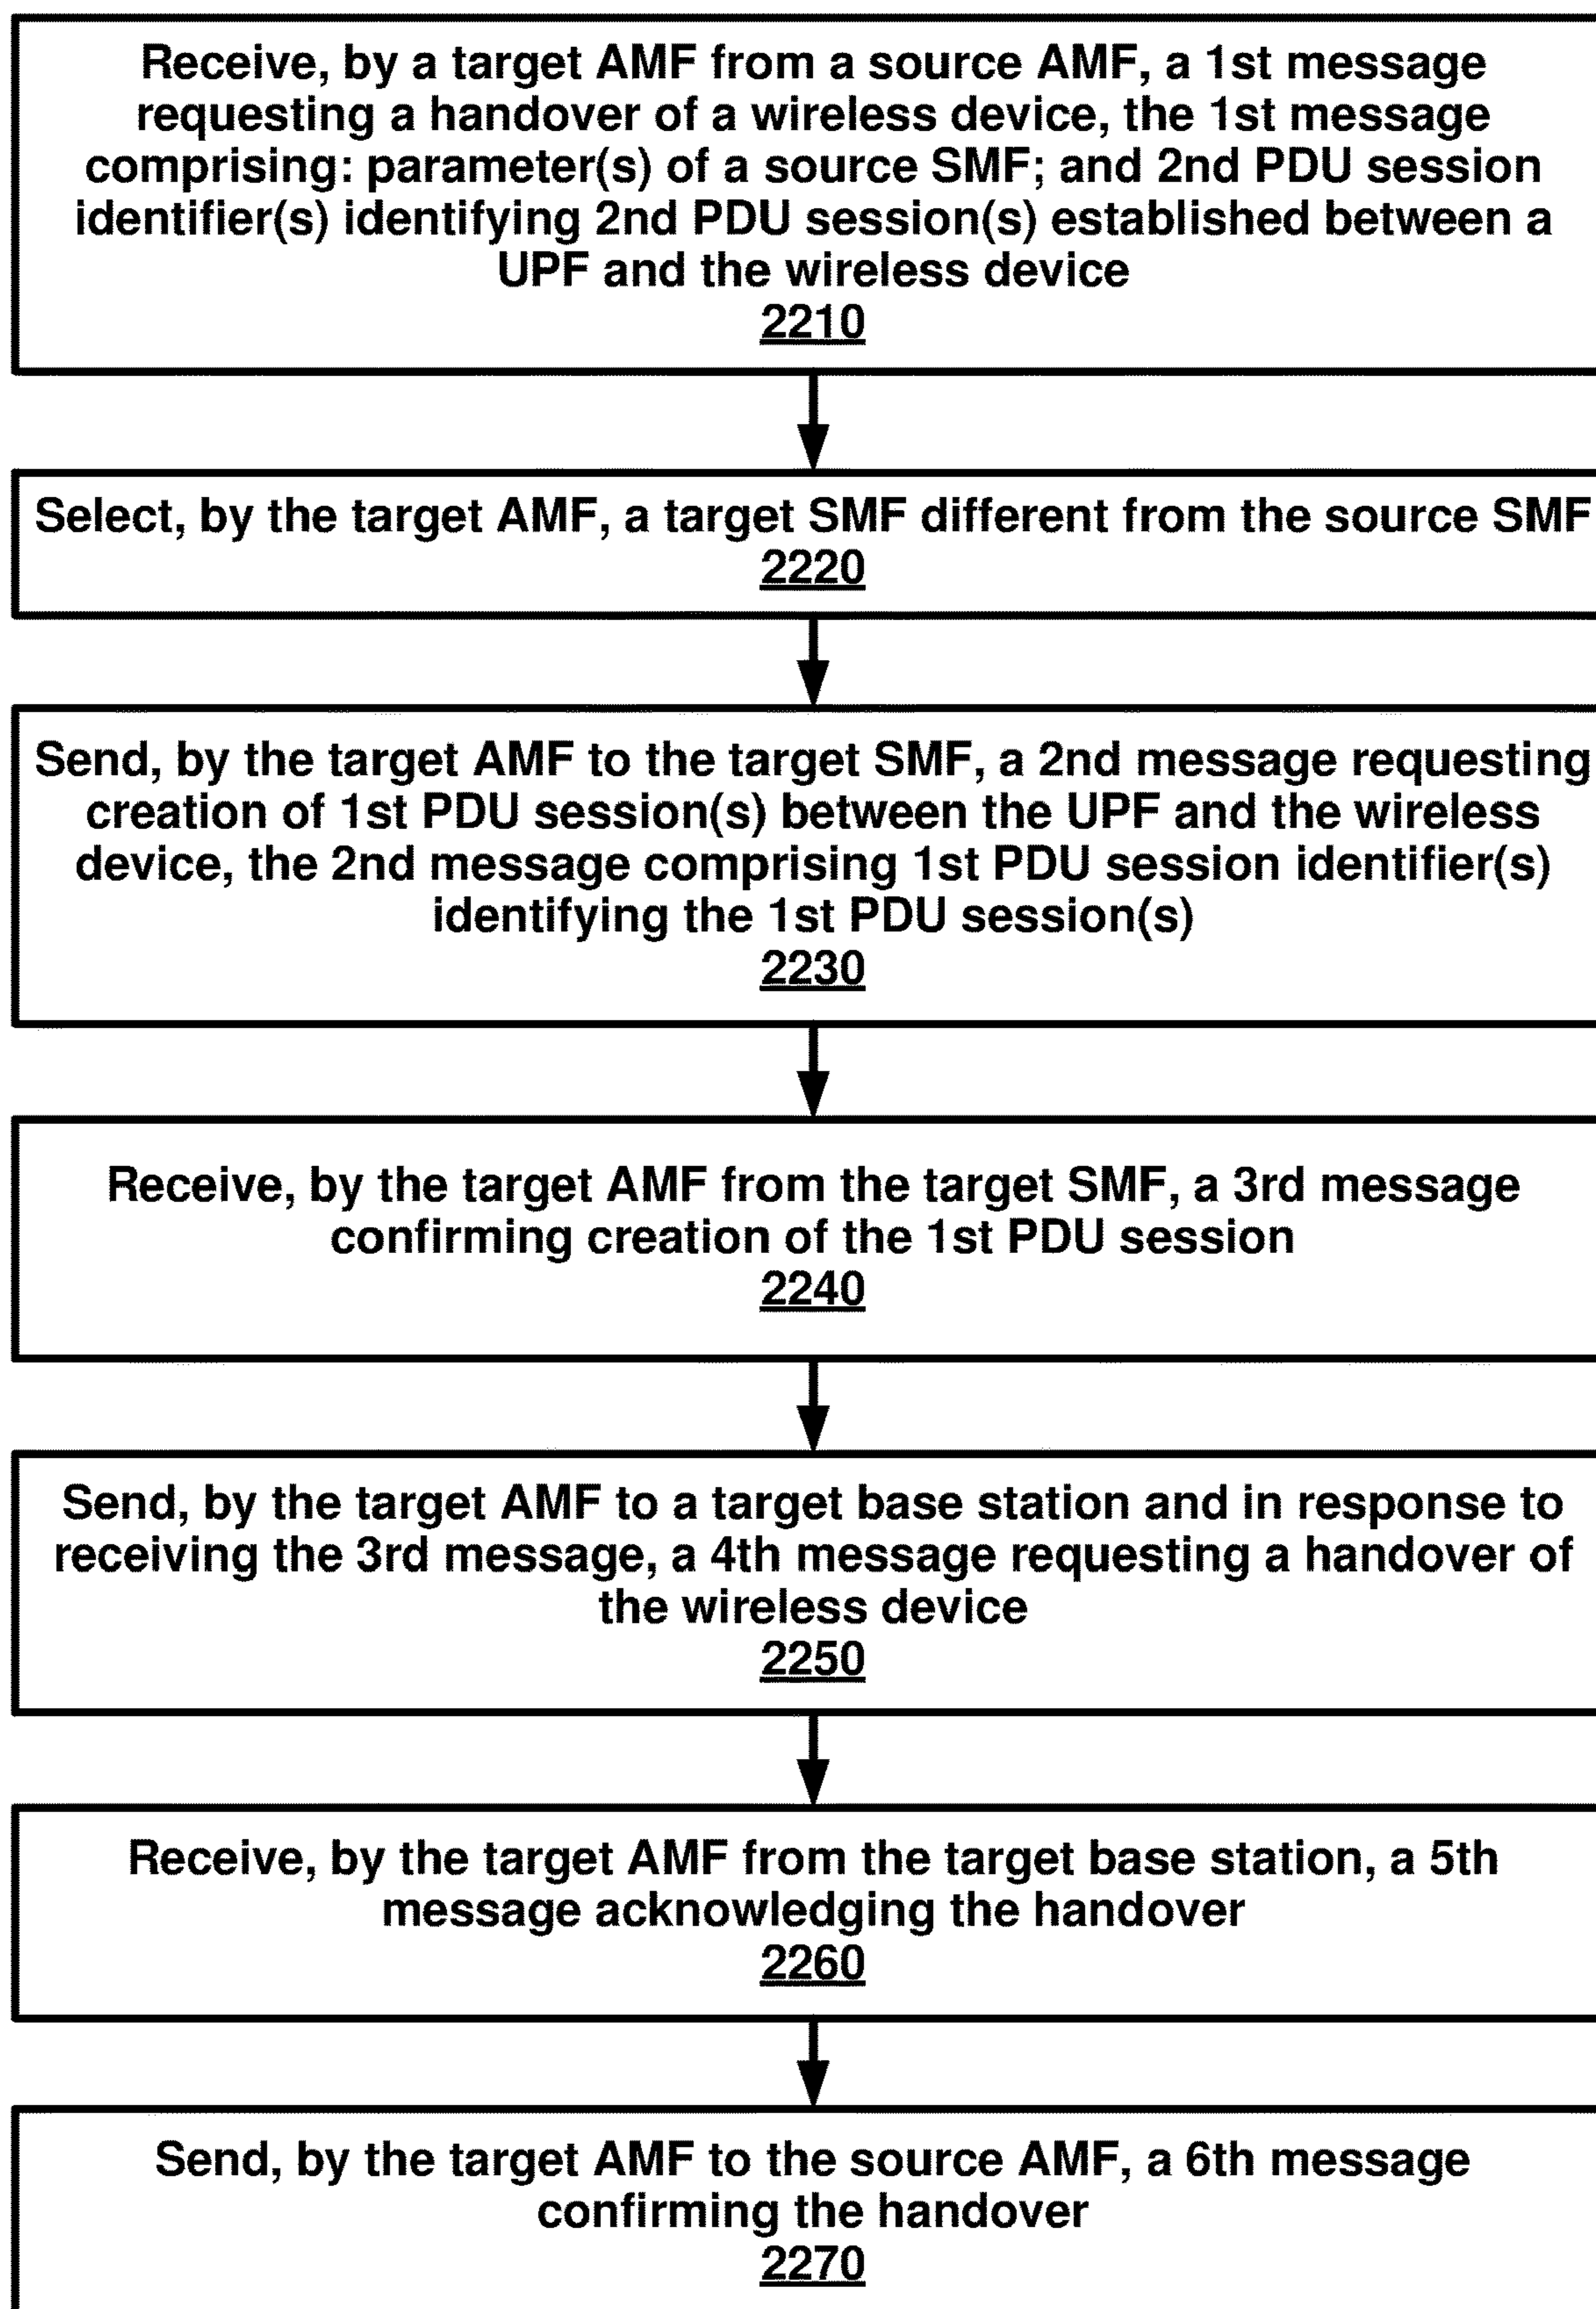 Receive, by a target AMF from a source AMF, a 1st message
requesting a handover of a wireless device, the 1st message
comprising: parameter(s) of a source SMF; and 2nd PDU session
identifier(s) identifying 2nd PDU session(s) established between a
UPF and the wireless device
2210
Select, by the target AMF, a target SMF different from the source SMF
2220
Send, by the target AMF to the target SMF, a 2nd message requesting
creation of 1st PDU session(s) between the UPF and the wireless
device, the 2nd message comprising 1st PDU session identifier(s)
identifying the 1st PDU session(s)
2230
Receive, by the target AMF from the target SMF, a 3rd message
confirming creation of the 1st PDU session
2240
Send, by the target AMF to a target base station and in response to
receiving the 3rd message, a 4th message requesting a handover of
the wireless device
2250
Receive, by the target AMF from the target base station, a 5th
message acknowledging the handover
2260
Send, by the target AMF to the source AMF, a 6th message
confirming the handover
2270